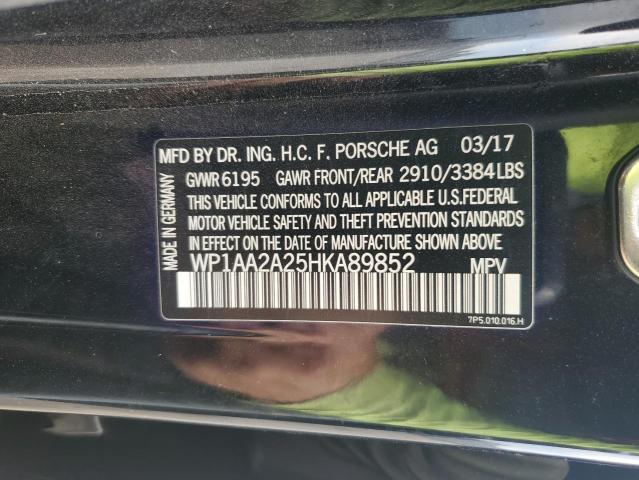 MADE IN GERMANY
MFD BY DR. ING. H.C. F. PORSCHE AG 03/17
GVWR 6195 GAWR FRONT/REAR 2910/3384 LBS
THIS VEHICLE CONFORMS TO ALL APPLICABLE U.S.FEDERAL
MOTOR VEHICLE SAFETY AND THEFT PREVENTION STANDARDS
IN EFFECT ON THE DATE OF MANUFACTURE SHOWN ABOVE
WP1AA2A25HKA89852 MPV
7P5.010.016.H